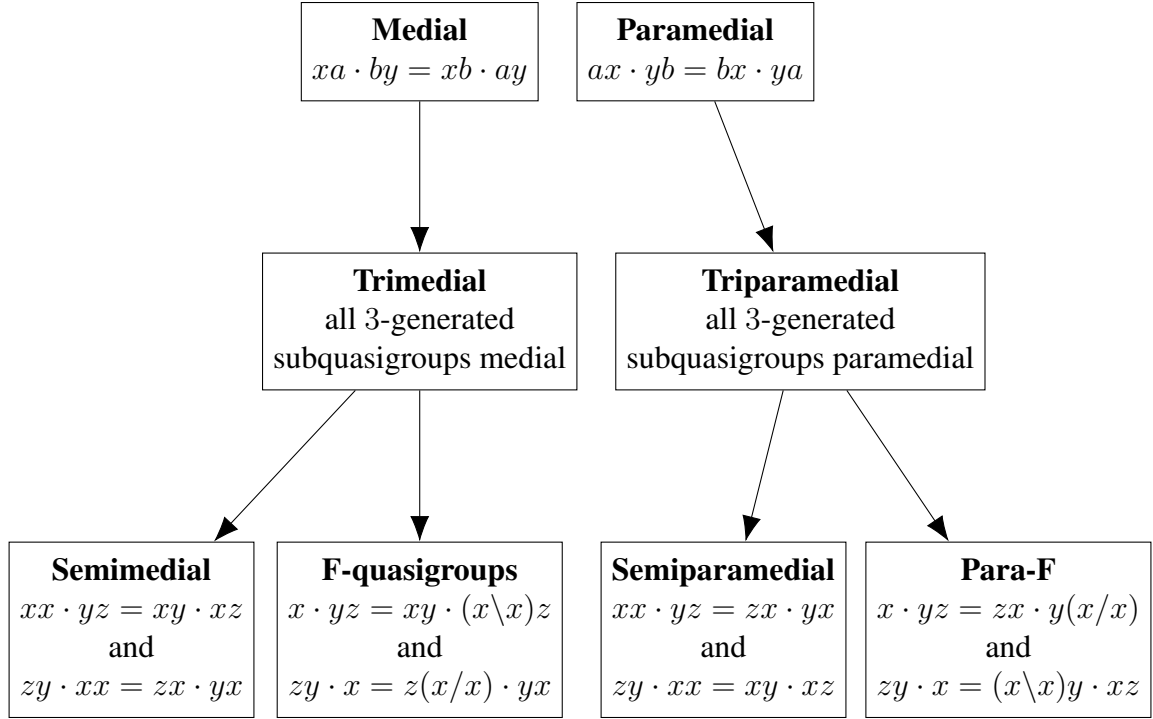 Medial
xa · by = xb · ay
Paramedial
ax · yb = bx · ya
Trimedial
all 3-generated
subquasigroups medial
Triparamedial
all 3-generated
subquasigroups paramedial
Semimedial
xx · yz = xy · xz
and
zy · xx = zx · yx
F-quasigroups
x · yz = xy · (x\x)z
and
zy · x = z(x/x) · yx
Semiparamedial
xx · yz = zx · yx
and
zy · xx = xy · xz
Para-F
x · yz = zx · y(x/x)
and
zy · x = (x\x)y · xz